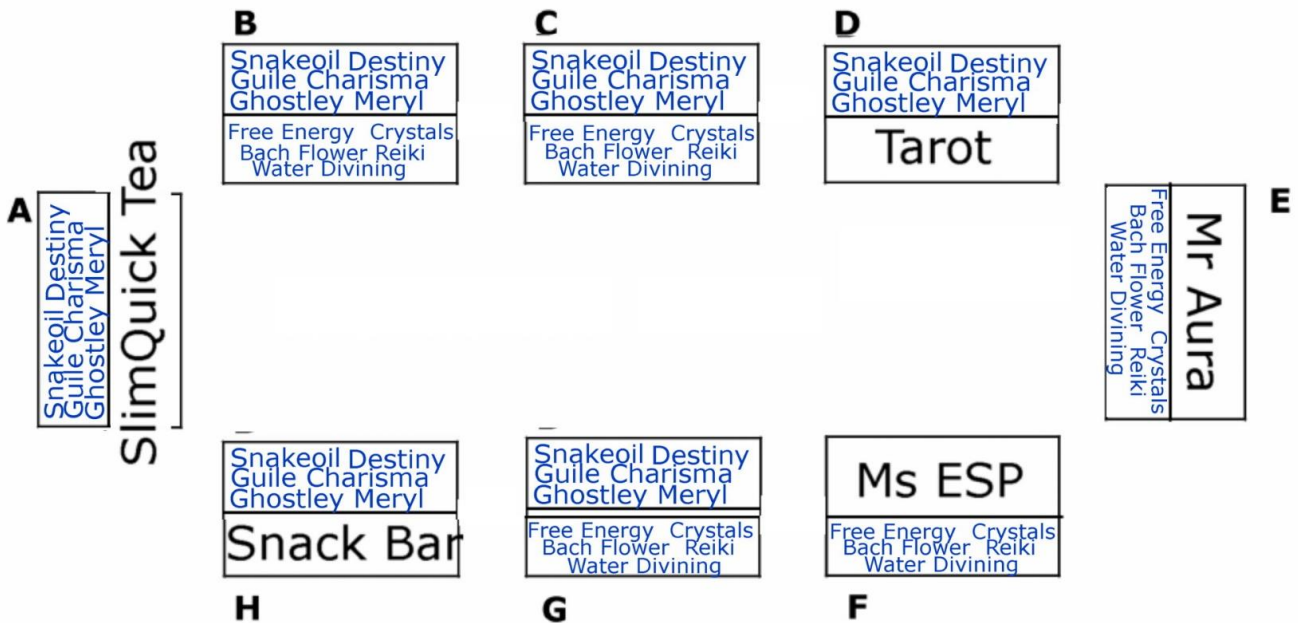 B
Snakeoil Destiny
Guile Charisma
Ghostley Meryl
Free Energy Crystals
Bach Flower Reiki
Water Divining
C
Snakeoil Destiny
Guile Charisma
Ghostley Meryl
Free Energy Crystals
Bach Flower Reiki
Water Divining
D
Snakeoil Destiny
Guile Charisma
Ghostley Meryl
Tarot
A
Snakeoil Destiny
Guile Charisma
Ghostley Meryl
SlimQuick Tea
E
Mr Aura
Free Energy Crystals
Bach Flower Reiki
Water Divining
Snakeoil Destiny
Guile Charisma
Ghostley Meryl
Snack Bar
H
Snakeoil Destiny
Guile Charisma
Ghostley Meryl
Free Energy Crystals
Bach Flower Reiki
Water Divining
G
Ms ESP
Free Energy Crystals
Bach Flower Reiki
Water Divining
F